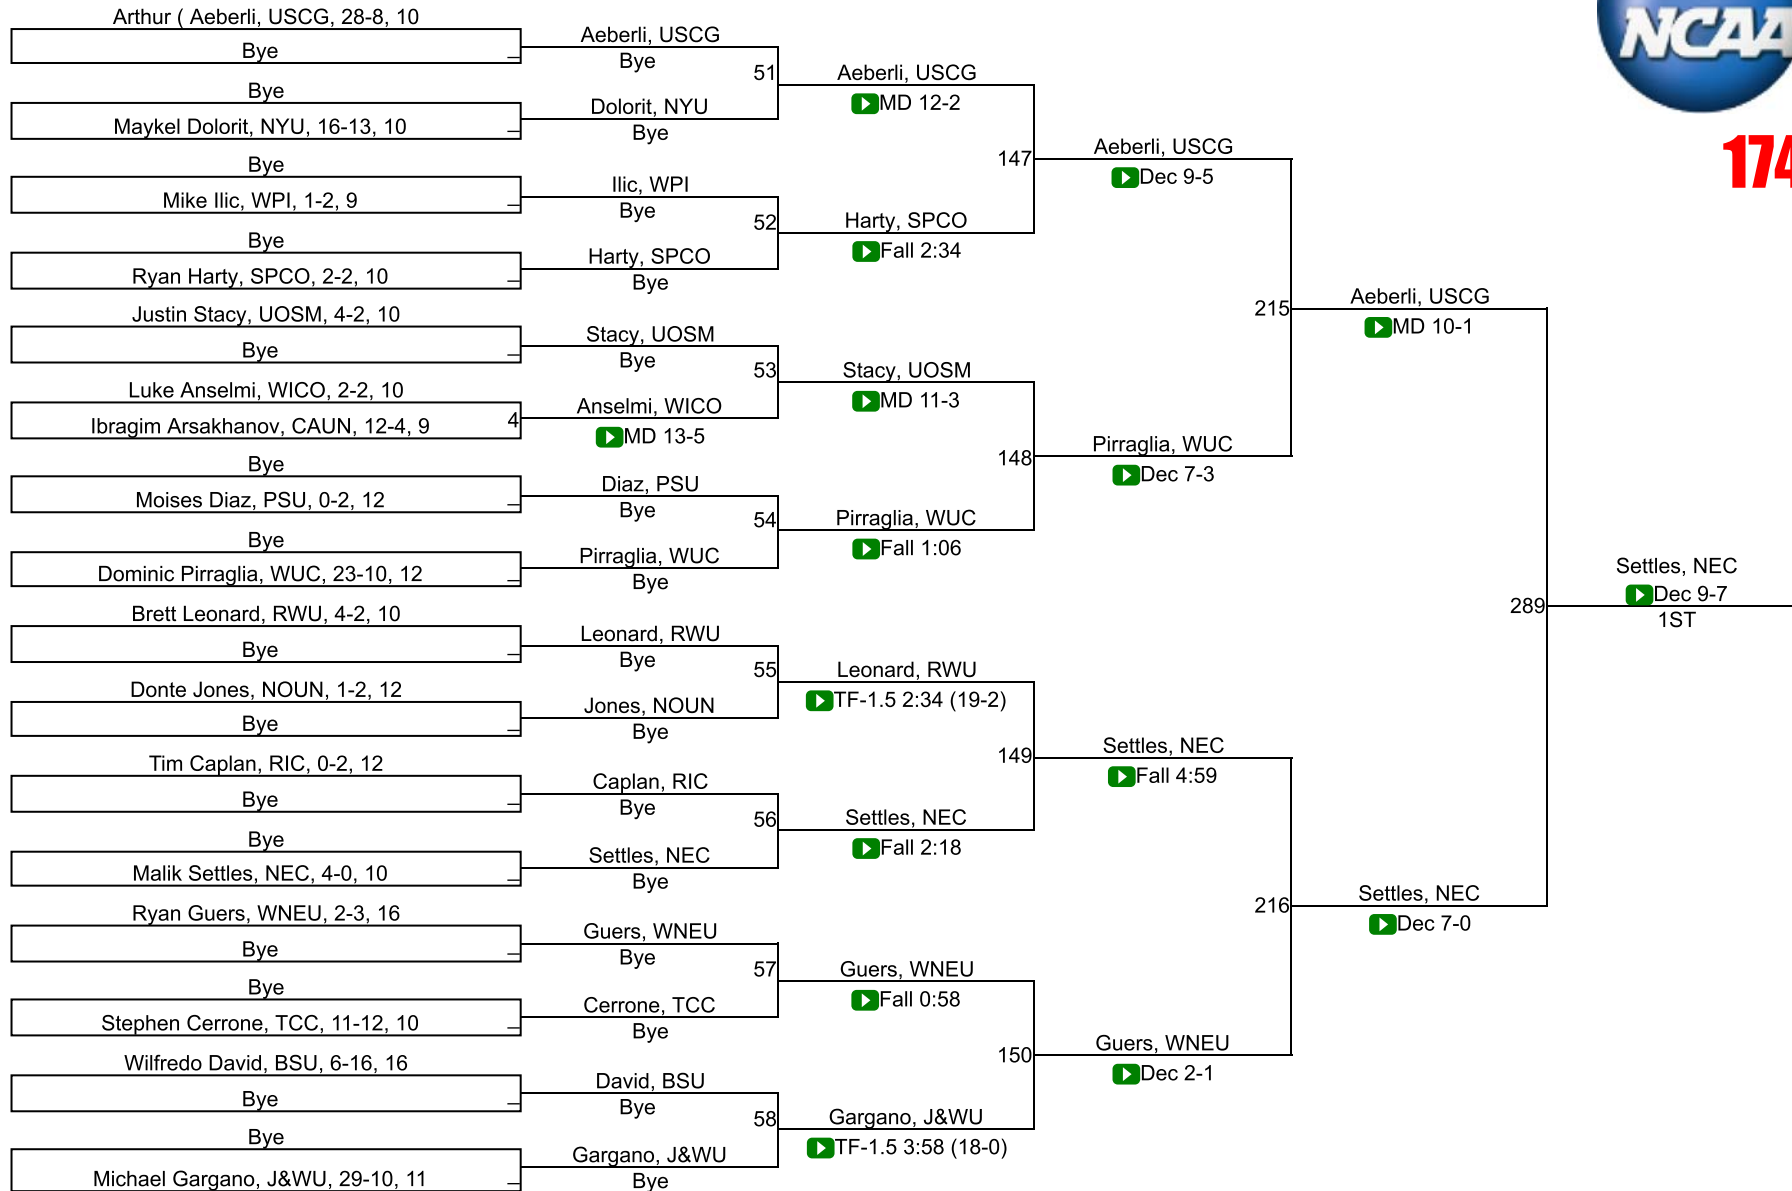 Arthur ( Aeberli, USCG, 28-8, 10
Bye
Bye
Maykel Dolorit, NYU, 16-13, 10
Bye
Mike Ilic, WPI, 1-2, 9
Bye
Ryan Harty, SPCO, 2-2, 10
Justin Stacy, UOSM, 4-2, 10
Bye
Luke Anselmi, WICO, 2-2, 10
Ibragim Arsakhanov, CAUN, 12-4, 9
4
Bye
Moises Diaz, PSU, 0-2, 12
Bye
Dominic Pirraglia, WUC, 23-10, 12
Brett Leonard, RWU, 4-2, 10
Bye
Donte Jones, NOUN, 1-2, 12
Bye
Tim Caplan, RIC, 0-2, 12
Bye
Bye
Malik Settles, NEC, 4-0, 10
Ryan Guers, WNEU, 2-3, 16
Bye
Bye
Stephen Cerrone, TCC, 11-12, 10
Wilfredo David, BSU, 6-16, 16
Bye
Bye
Michael Gargano, J&WU, 29-10, 11
Aeberli, USCG
Bye
51
Dolorit, NYU
Bye
Ilic, WPI
Bye
52
Harty, SPCO
Bye
Stacy, UOSM
Bye
53
Anselmi, WICO
MD 13-5
Diaz, PSU
Bye
54
Pirraglia, WUC
Bye
Leonard, RWU
Bye
55
Jones, NOUN
Bye
Caplan, RIC
Bye
56
Settles, NEC
Bye
Guers, WNEU
Bye
57
Cerrone, TCC
Bye
David, BSU
Bye
58
Gargano, J&WU
Bye
Aeberli, USCG
MD 12-2
147
Harty, SPCO
Fall 2:34
Stacy, UOSM
MD 11-3
148
Pirraglia, WUC
Fall 1:06
Leonard, RWU
TF-1.5 2:34 (19-2)
149
Settles, NEC
Fall 2:18
Guers, WNEU
Fall 0:58
150
Gargano, J&WU
TF-1.5 3:58 (18-0)
Aeberli, USCG
Dec 9-5
215
Pirraglia, WUC
Dec 7-3
Settles, NEC
Fall 4:59
216
Guers, WNEU
Dec 2-1
Aeberli, USCG
MD 10-1
289
Settles, NEC
Dec 7-0
Settles, NEC
Dec 9-7
1ST
NCAA
174